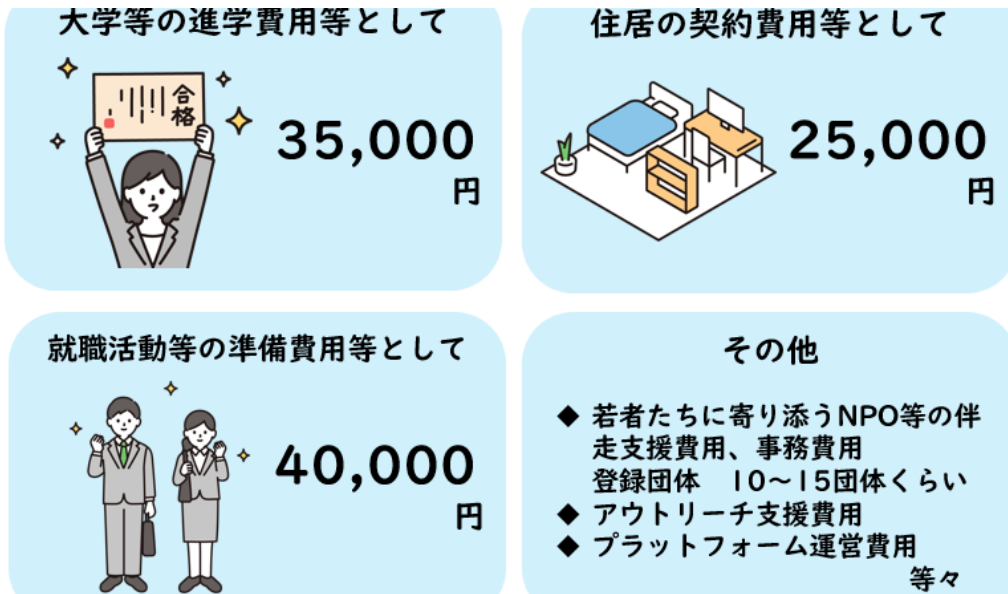 大学等の進学費用等として
合格
35,000
円
住居の契約費用等として
25,000
円
就職活動等の準備費用等として
40,000
円
その他
◆ 若者たちに寄り添うNPO等の伴
走支援費用、事務費用
登録団体　10〜15団体くらい
◆ アウトリーチ支援費用
◆ プラットフォーム運営費用
等々